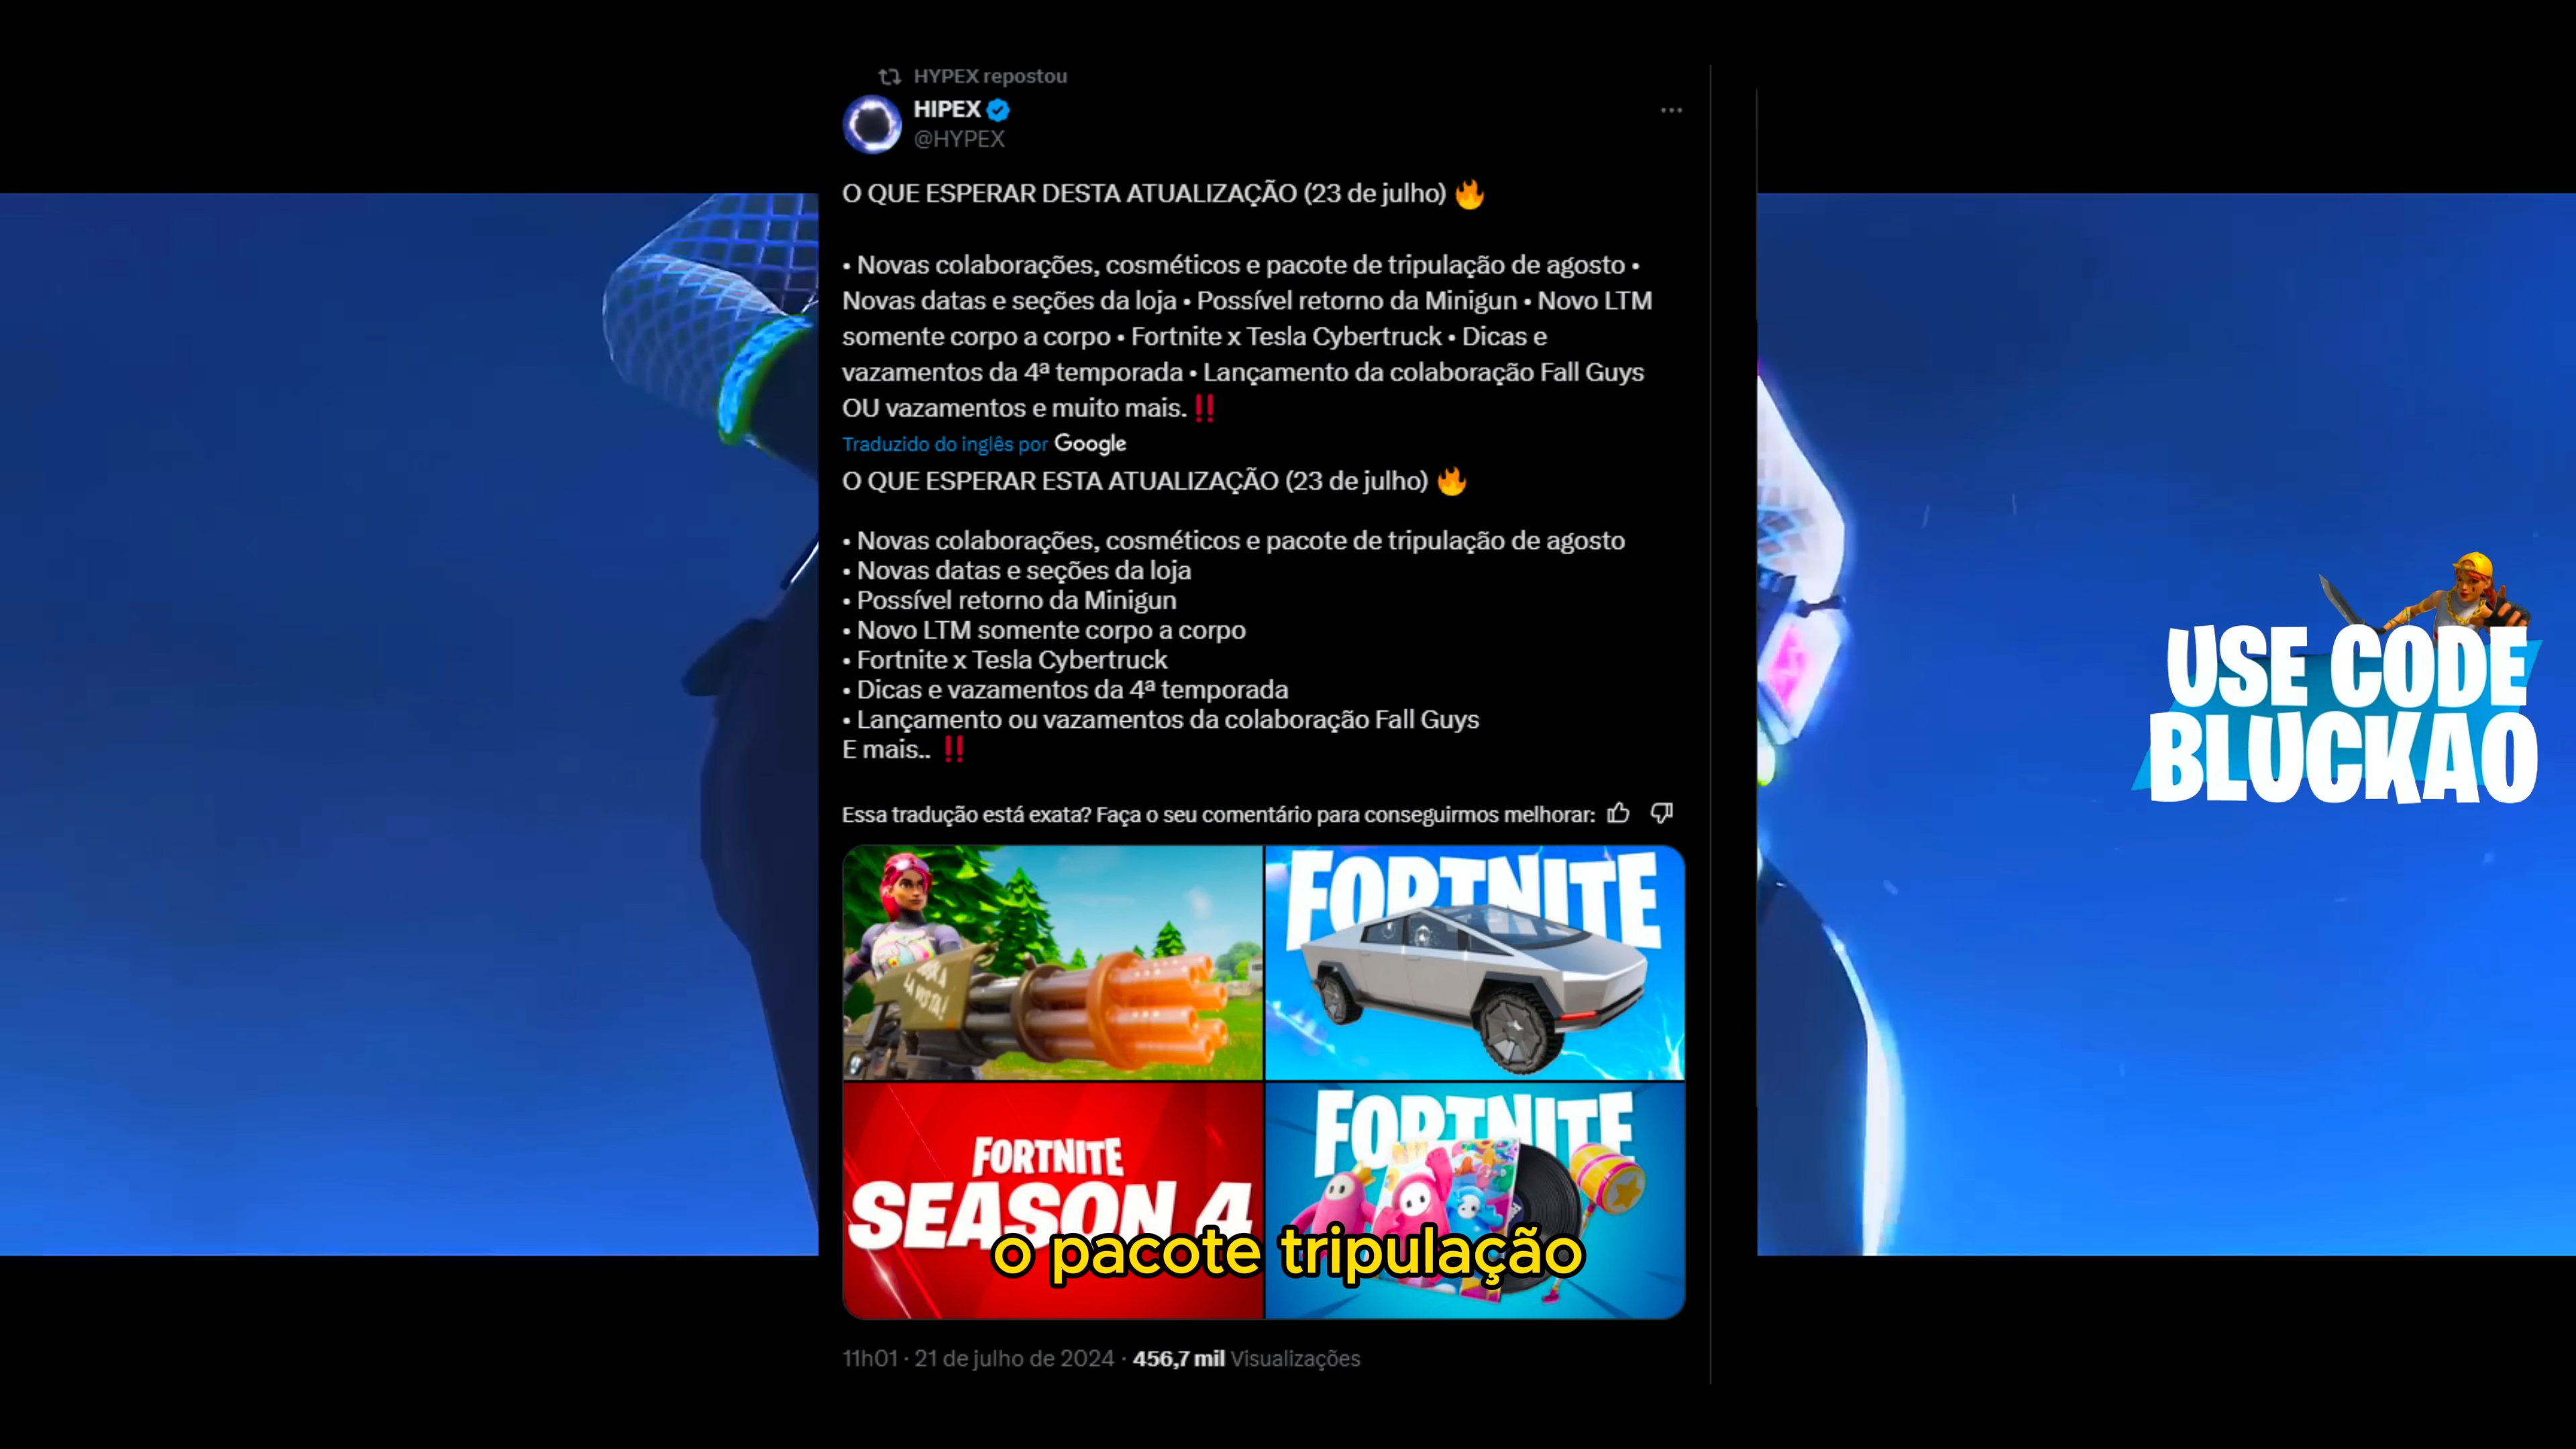 HYPEX repostou
HIPEX
@HYPEX
O QUE ESPERAR DESTA ATUALIZAÇÃO (23 de julho) 🔥
• Novas colaborações, cosméticos e pacote de tripulação de agosto •
Novas datas e seções da loja • Possível retorno da Minigun • Novo LTM
somente corpo a corpo • Fortnite x Tesla Cybertruck • Dicas e
vazamentos da 4ª temporada • Lançamento da colaboração Fall Guys
OU vazamentos e muito mais. ‼️
Traduzido do inglês por Google
O QUE ESPERAR ESTA ATUALIZAÇÃO (23 de julho) 🔥
• Novas colaborações, cosméticos e pacote de tripulação de agosto
• Novas datas e seções da loja
• Possível retorno da Minigun
• Novo LTM somente corpo a corpo
• Fortnite x Tesla Cybertruck
• Dicas e vazamentos da 4ª temporada
• Lançamento ou vazamentos da colaboração Fall Guys
E mais.. ‼️
Essa tradução está exata? Faça o seu comentário para conseguirmos melhorar:
LA VISTA!
FORTNITE
FORTNITE
SEASON 4
FORTNITE
o pacote tripulação
11h01 · 21 de julho de 2024 · 456,7 mil Visualizações
USE CODE
BLUCKAO